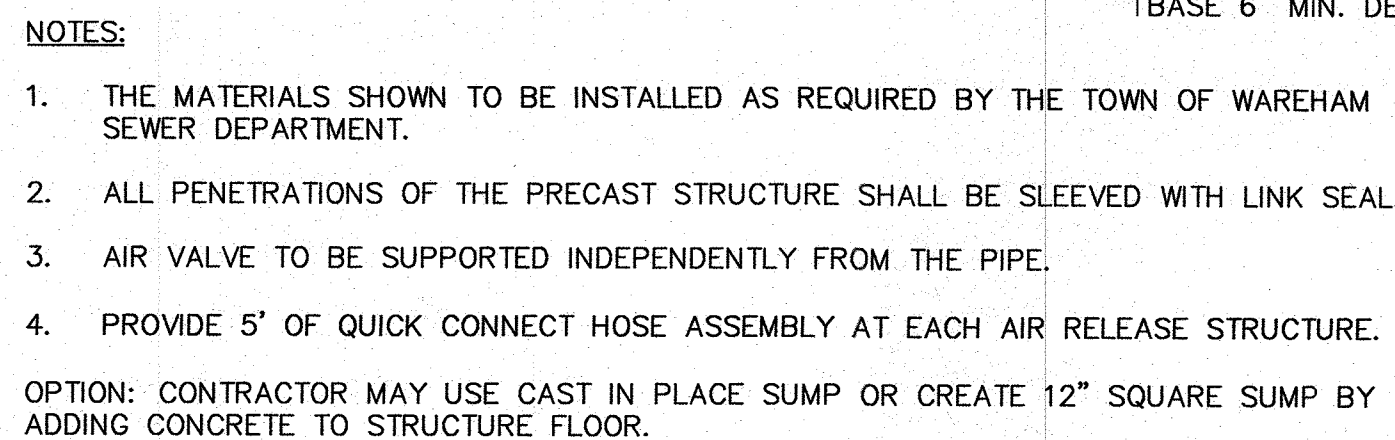 BASE 6 MIN.
NOTES:
1. THE MATERIALS SHOWN TO BE INSTALLED AS REQUIRED BY THE TOWN OF WAREHAM
SEWER DEPARTMENT.
2. ALL PENETRATIONS OF THE PRECAST STRUCTURE SHALL BE SLEEVED WITH LINK SEAL
3. AIR VALVE TO BE SUPPORTED INDEPENDENTLY FROM THE PIPE.
4. PROVIDE 5' OF QUICK CONNECT HOSE ASSEMBLY AT EACH AIR RELEASE STRUCTURE.
OPTION: CONTRACTOR MAY USE CAST IN PLACE SUMP OR CREATE 12" SQUARE SUMP BY
ADDING CONCRETE TO STRUCTURE FLOOR.